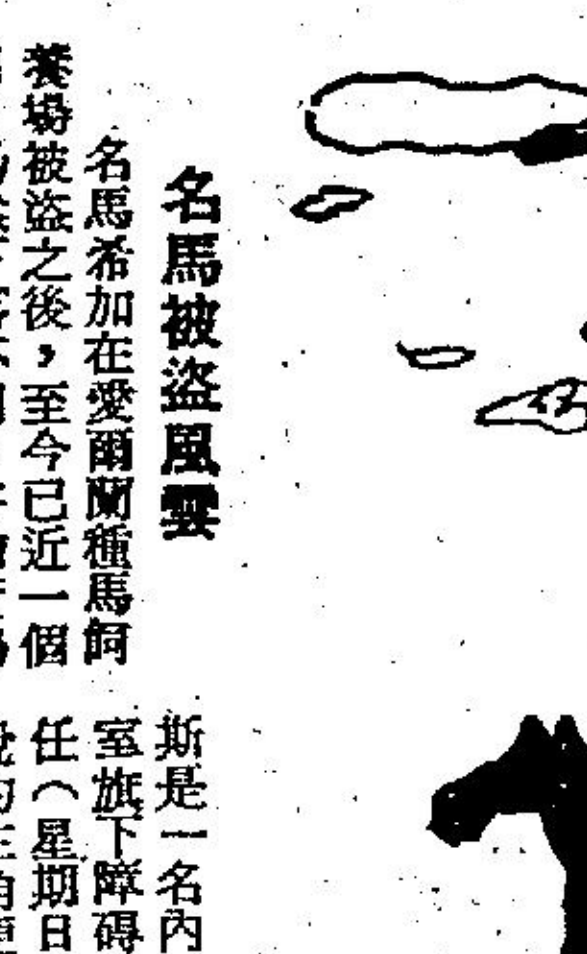 名馬被盜風雲
名馬希加在愛爾蘭種馬飼
養場被盜之後，至今已近一個
斯是一名內
室旗下障碍
任（星期日